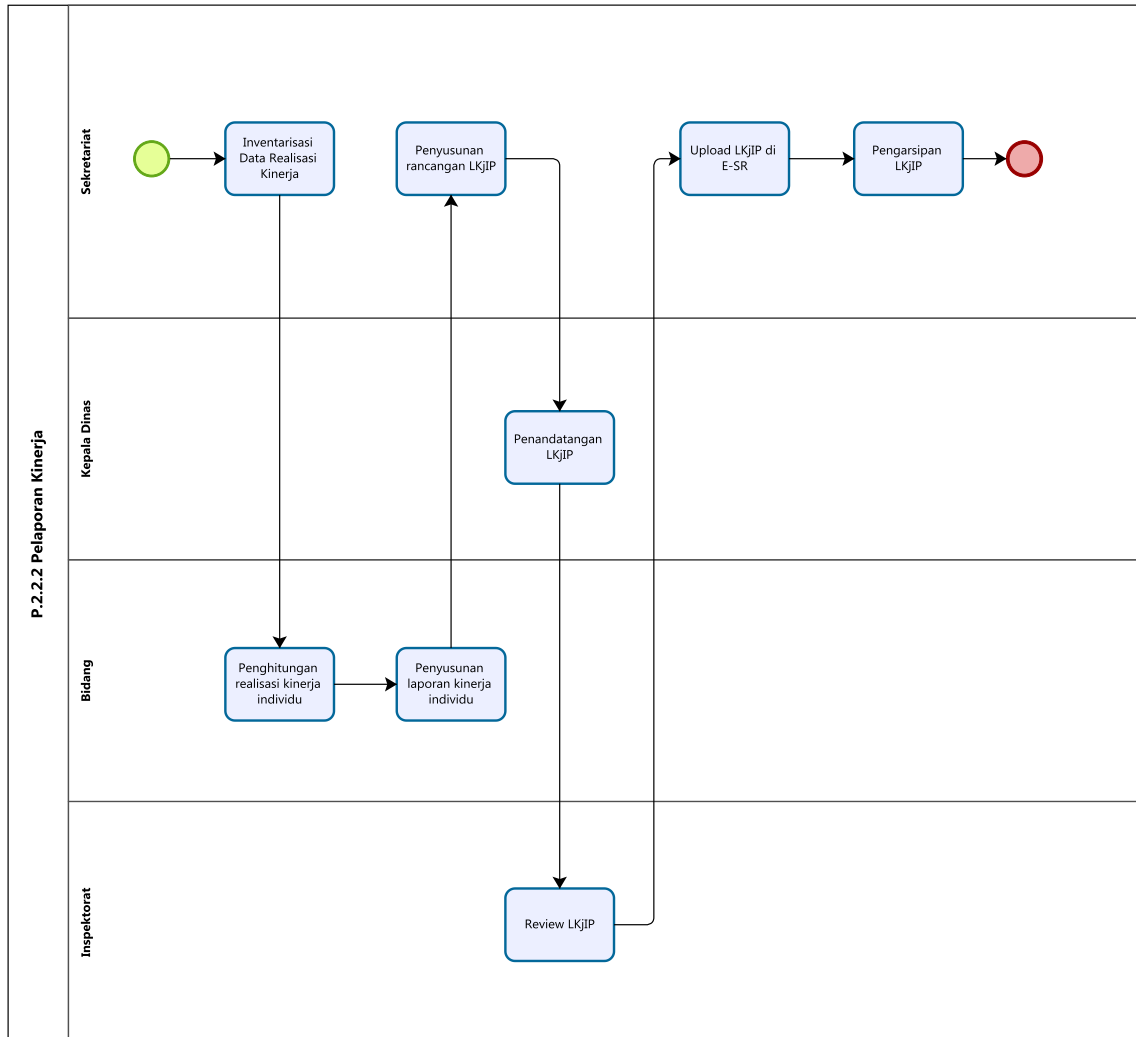 P.2.2.2 Pelaporan Kinerja
Sekretariat
Inventarisasi
Data Realisasi
Kinerja
Penyusunan
rancangan LKjIP
Upload LKjIP di
E-SR
Pengarsipan
LKjIP
Kepala Dinas
Penandatangan
LKjIP
Bidang
Penghitungan
realisasi kinerja
individu
Penyusunan
laporan kinerja
individu
Inspektorat
Review LKjIP